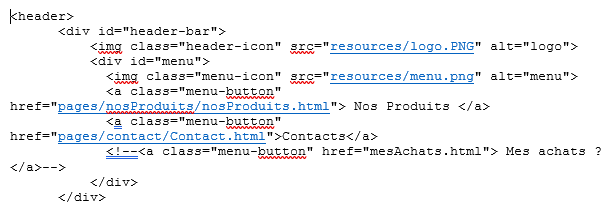 <header>
<div id="header-bar">
<img class="header-icon" src="resources/logo.PNG" alt="logo">
<div id="menu">
<img class="menu-icon" src="resources/menu.png" alt="menu">
<a class="menu-button"
href="pages/nosProduits/nosProduits.html"> Nos Produits </a>
<a class="menu-button"
href="pages/contact/Contact.html">Contacts</a>
<!--<a class="menu-button" href="mesAchats.html"> Mes achats ?
</a>-->
</div>
</div>